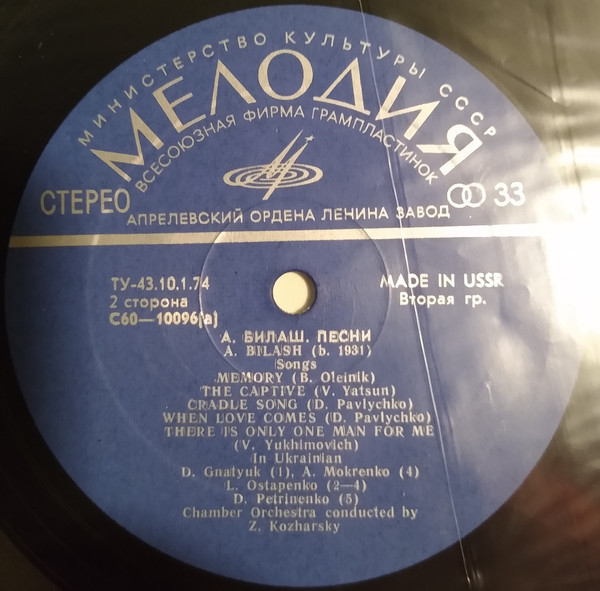 МИНИСТЕРСТВО КУЛЬТУРЫ СССР
МЕЛОДИЯ
ВСЕСОЮЗНАЯ ФИРМА ГРАМПЛАСТИНОК
СТЕРЕО
33
АПРЕЛЕВСКИЙ ОРДЕНА ЛЕНИНА ЗАВОД
ТУ-43.10.1.74
MADE IN USSR
2 сторона
Вторая гр.
С60—10096(а)
А. БИЛАШ. ПЕСНИ
A. BILASH (b. 1931)
Songs
MEMORY (B. Oleinik)
THE CAPTIVE (V. Yatsun)
CRADLE SONG (D. Pavlychko)
WHEN LOVE COMES (D. Pavlychko)
THERE IS ONLY ONE MAN FOR ME
(V. Yukhimovich)
In Ukrainian
D. Gnatyuk (1), A. Mokrenko (4)
L. Ostapenko (2—4)
D. Petrinenko (5)
Chamber Orchestra conducted by
Z. Kozharsky